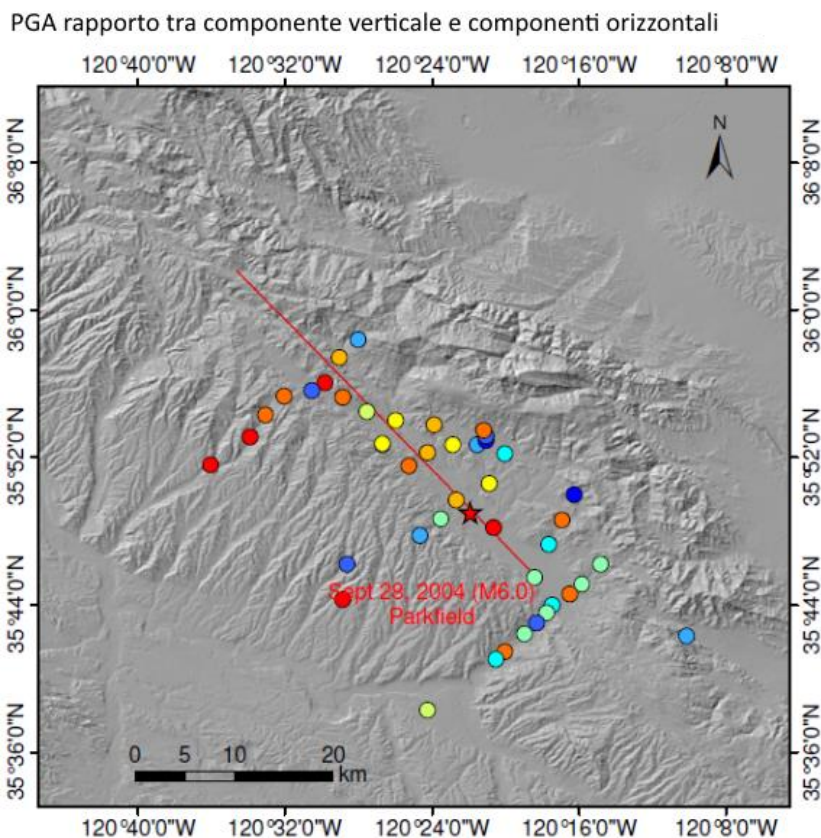 PGA rapporto tra componente verticale e componenti orizzontali
120°40'0"W 120°32'0"W 120°24'0"W 120°16'0"W 120°8'0"W
N
36°8'0"N 36°8'0"N
36°0'0"N 36°0'0"N
35°52'0"N 35°52'0"N
Sept 28, 2004 (M6.0)
Parkfield
35°44'0"N 35°44'0"N
35°36'0"N 35°36'0"N
0 5 10 20
km
120°40'0"W 120°32'0"W 120°24'0"W 120°16'0"W 120°8'0"W